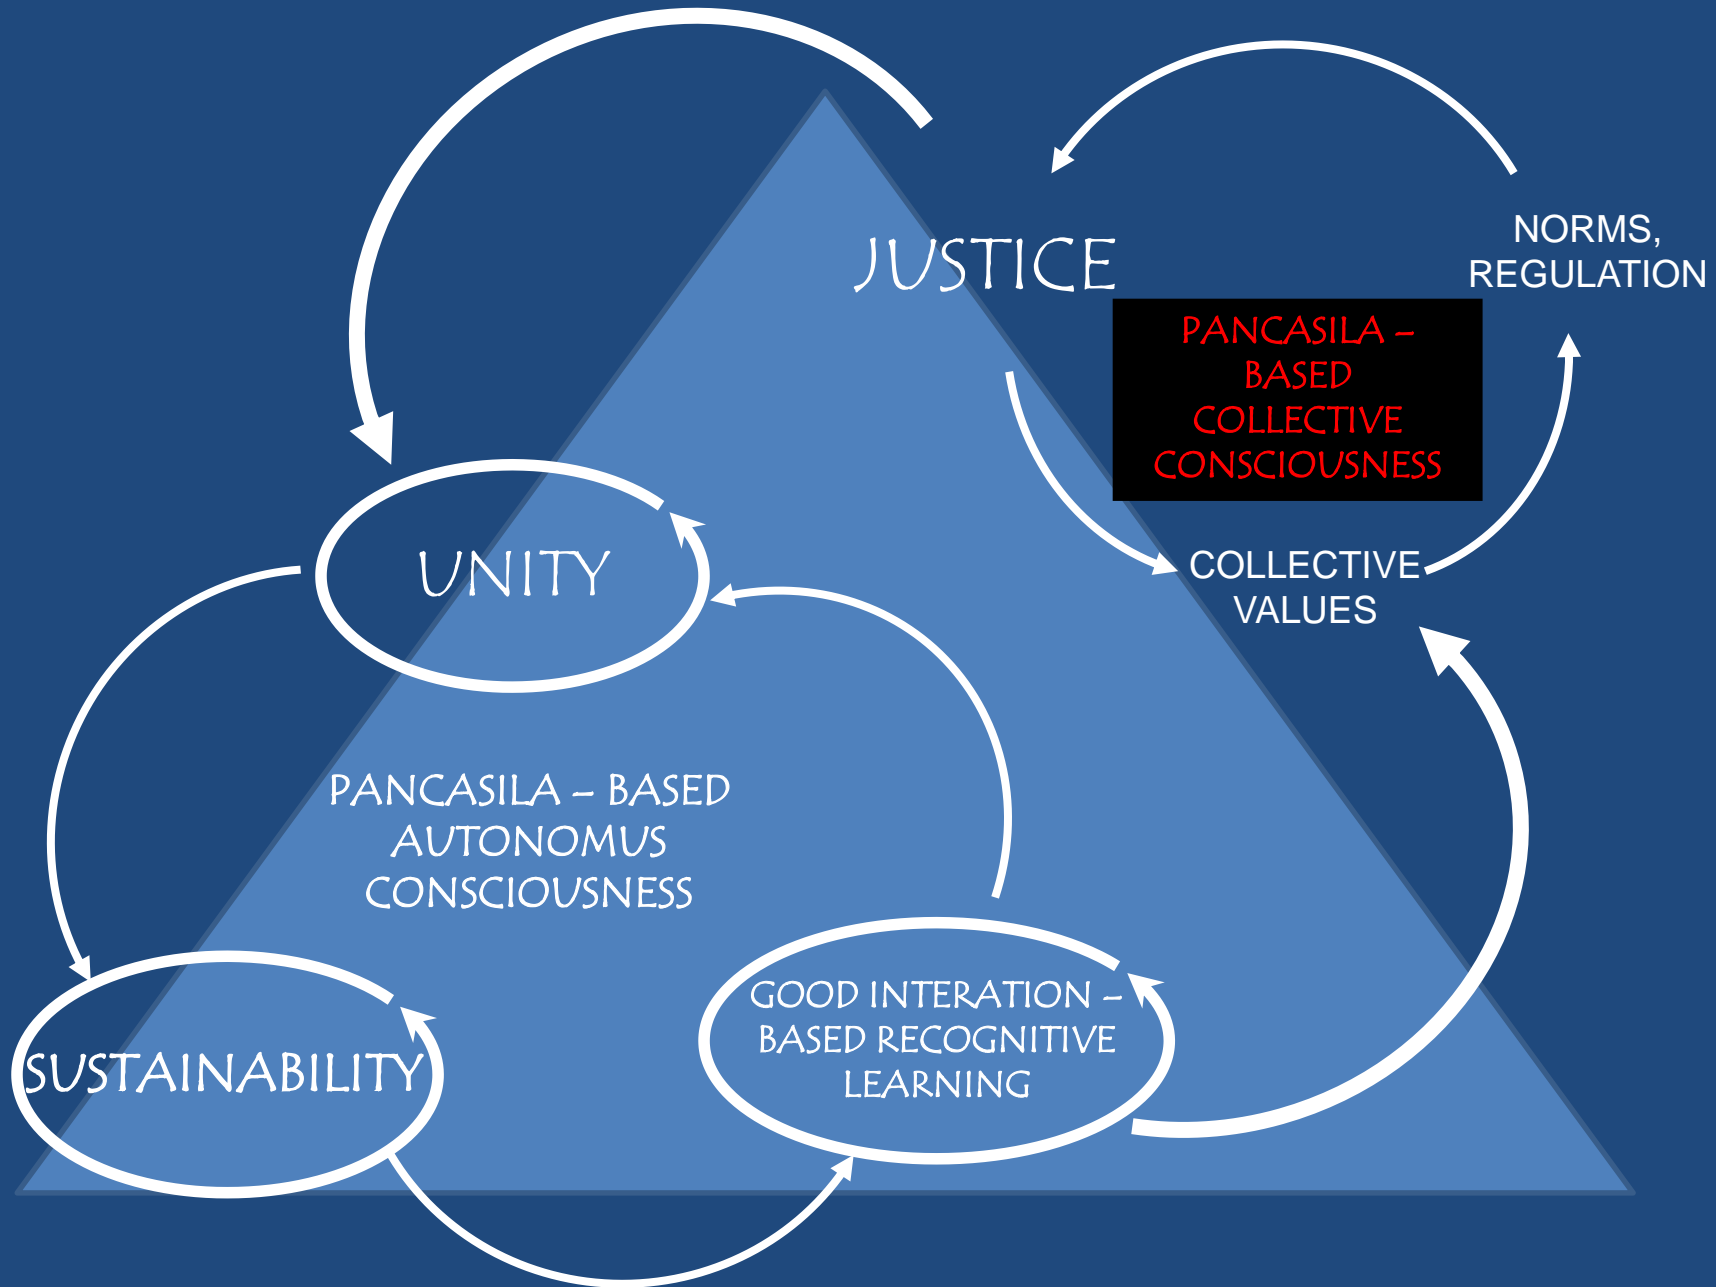 JUSTICE
NORMS,
REGULATION
PANCASILA –
BASED
COLLECTIVE
CONSCIOUSNESS
UNITY
COLLECTIVE
VALUES
PANCASILA – BASED
AUTONOMUS
CONSCIOUSNESS
GOOD INTERATION –
BASED RECOGNITIVE
LEARNING
SUSTAINABILITY